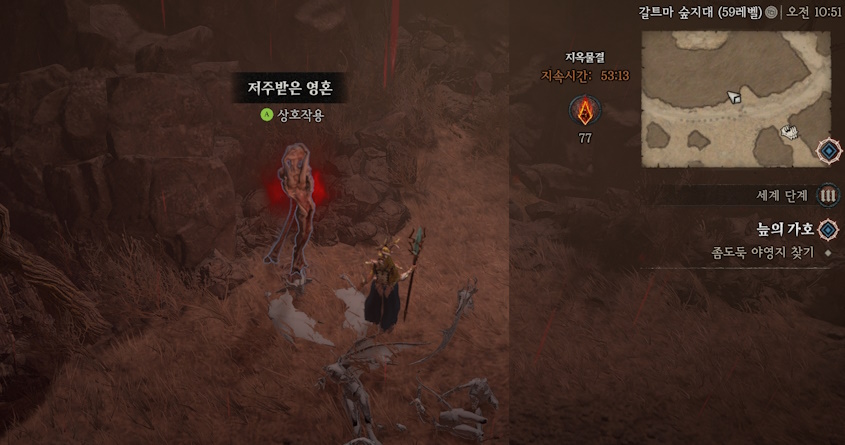 갈트마 숲지대 (59레벨) 오전 10:51
지옥물결
지속시간: 53:13
77
저주받은 영혼
A 상호작용
세계 단계 III
늪의 가호
좀도둑 야영지 찾기